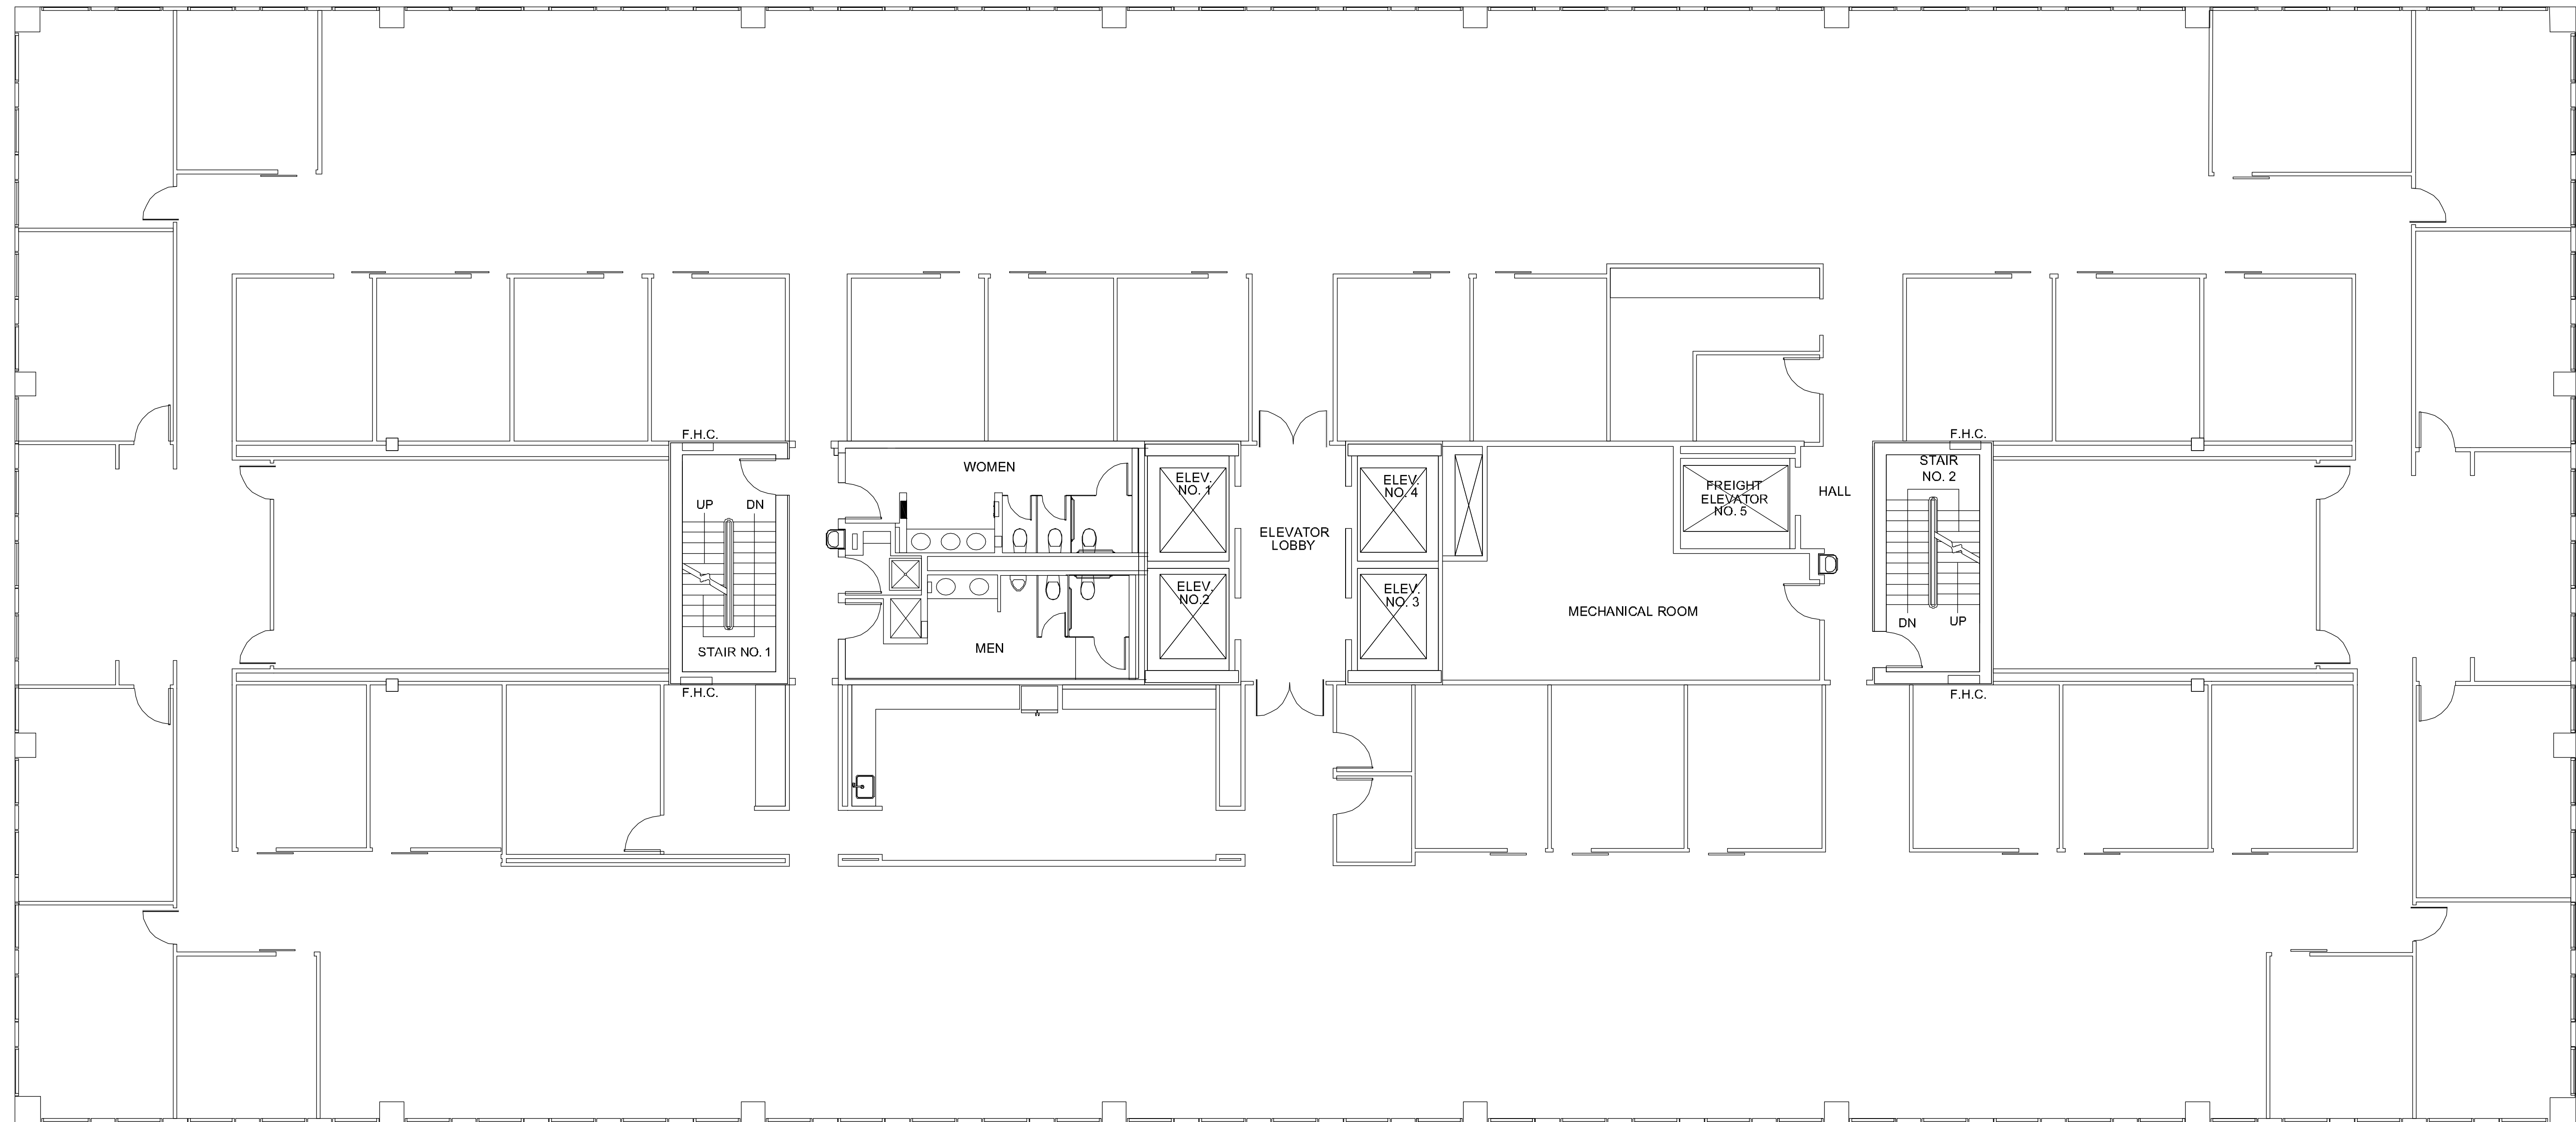 F.H.C.
UP
DN
STAIR NO. 1
F.H.C.
WOMEN
MEN
ELEV.
NO. 1
ELEV.
NO.2
ELEVATOR
LOBBY
ELEV.
NO. 4
ELEV.
NO. 3
MECHANICAL ROOM
FREIGHT
ELEVATOR
NO. 5
HALL
F.H.C.
STAIR
NO. 2
DN
UP
F.H.C.